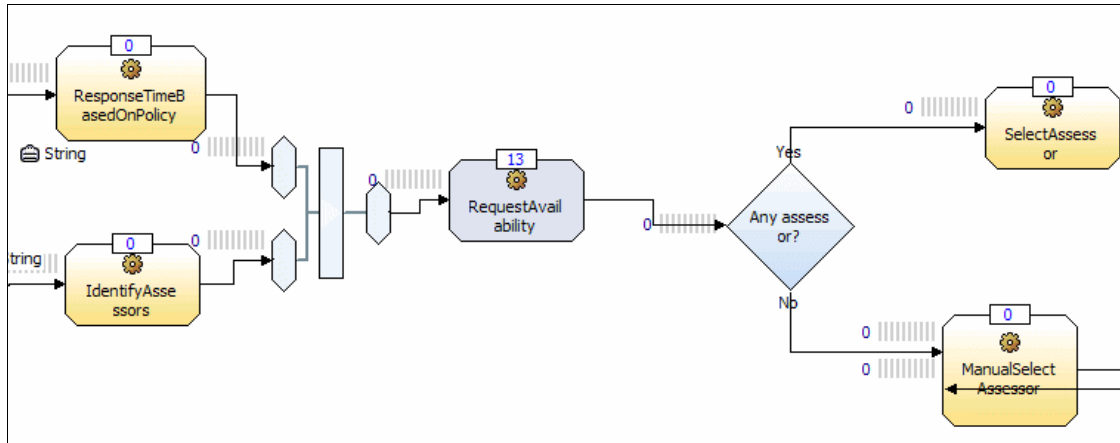 0
ResponseTimeB
asedOnPolicy
0
String
0
IdentifyAsse
ssors
tring
0
0
13
RequestAvail
ability
0
Any assess
or?
Yes
No
0
0
SelectAssess
or
0
0
0
ManualSelect
Assessor